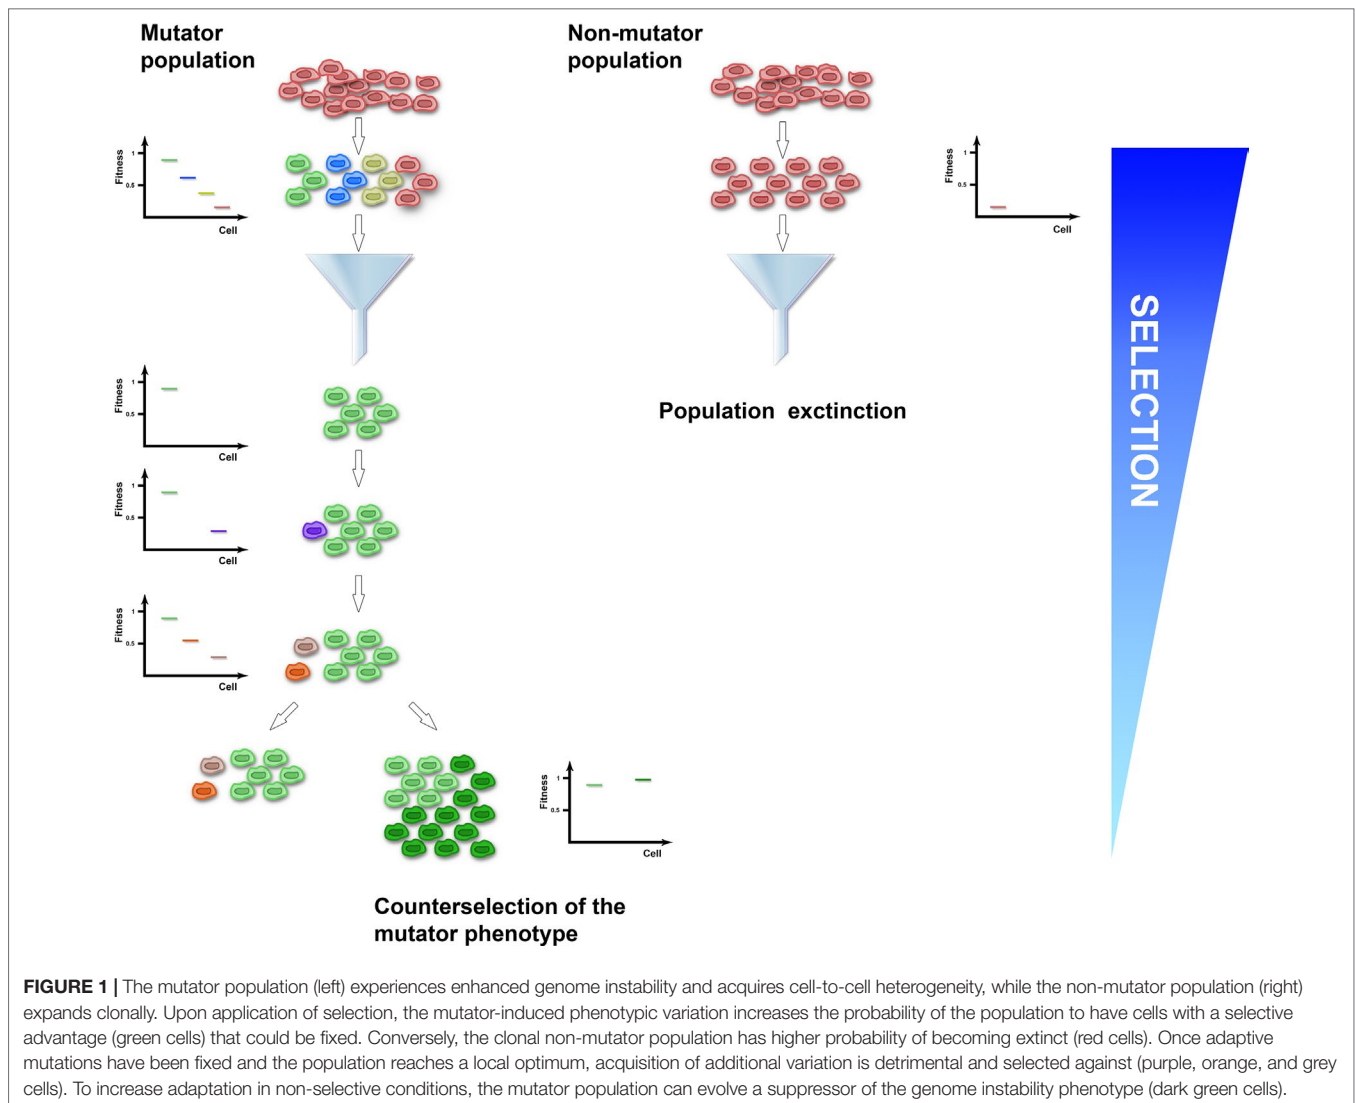 Mutator
population
Non-mutator
population
Fitness
1
0.5
Cell
Fitness
1
0.5
Cell
SELECTION
Fitness
1
0.5
Cell
Population exctinction
Fitness
1
0.5
Cell
Fitness
1
0.5
Cell
Fitness
1
0.5
Cell
Counterselection of the
mutator phenotype
FIGURE 1 | The mutator population (left) experiences enhanced genome instability and acquires cell-to-cell heterogeneity, while the non-mutator population (right)
expands clonally. Upon application of selection, the mutator-induced phenotypic variation increases the probability of the population to have cells with a selective
advantage (green cells) that could be fixed. Conversely, the clonal non-mutator population has higher probability of becoming extinct (red cells). Once adaptive
mutations have been fixed and the population reaches a local optimum, acquisition of additional variation is detrimental and selected against (purple, orange, and grey
cells). To increase adaptation in non-selective conditions, the mutator population can evolve a suppressor of the genome instability phenotype (dark green cells).